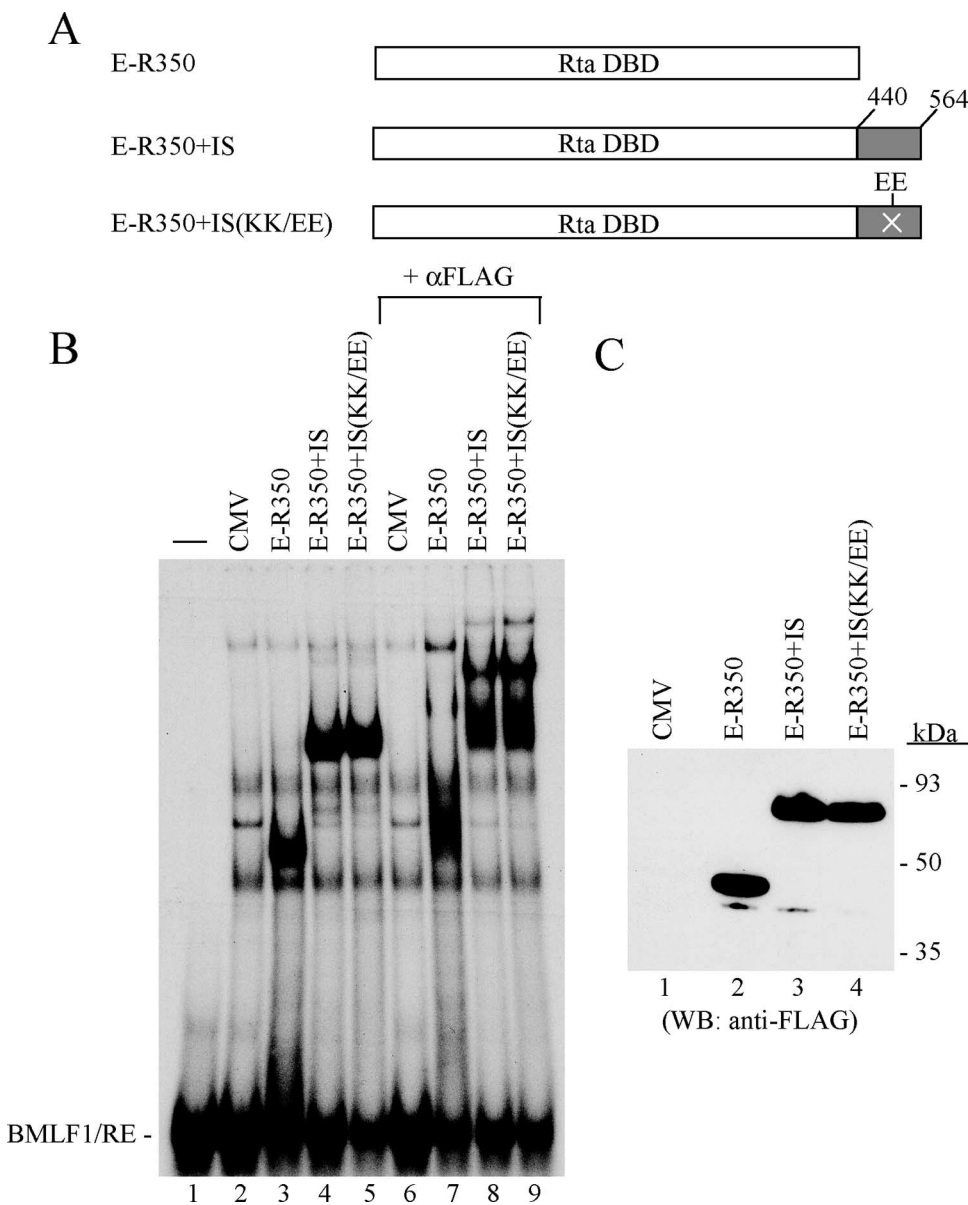 A
E-R350
Rta DBD
440 564
E-R350+IS
Rta DBD
EE
E-R350+IS(KK/EE)
Rta DBD
+ αFLAG
B
—
CMV
E-R350
E-R350+IS
E-R350+IS(KK/EE)
CMV
E-R350
E-R350+IS
E-R350+IS(KK/EE)
BMLF1/RE -
1 2 3 4 5 6 7 8 9
C
CMV
E-R350
E-R350+IS
E-R350+IS(KK/EE)
kDa
- 93
- 50
- 35
1 2 3 4
(WB: anti-FLAG)